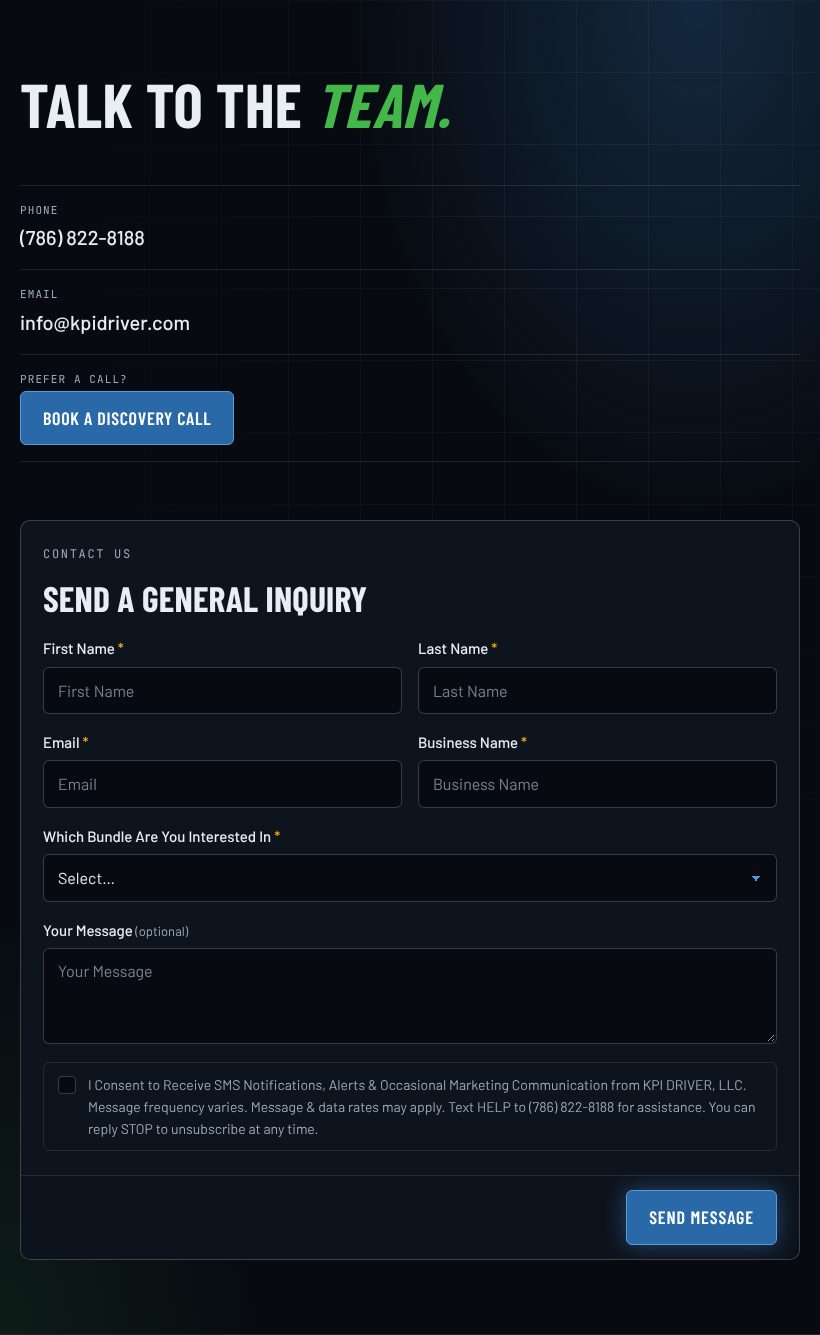 TALK TO THE TEAM.
PHONE
(786) 822-8188
EMAIL
info@kpidriver.com
PREFER A CALL?
BOOK A DISCOVERY CALL
CONTACT US
SEND A GENERAL INQUIRY
First Name *
Last Name *
First Name
Last Name
Email *
Business Name *
Email
Business Name
Which Bundle Are You Interested In *
Select...
Your Message (optional)
Your Message
I Consent to Receive SMS Notifications, Alerts & Occasional Marketing Communication from KPI DRIVER, LLC.
Message frequency varies. Message & data rates may apply. Text HELP to (786) 822-8188 for assistance. You can
reply STOP to unsubscribe at any time.
SEND MESSAGE